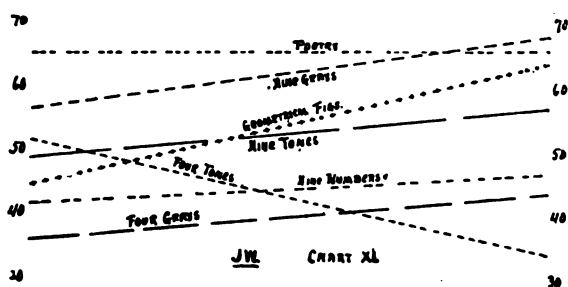 70
70
POETRY
60
NINE GRAYS
60
GEOMETRICAL FIGS.
NINE TONES
50
50
FOUR TONES
NINE NUMBERS
40
FOUR GRAYS
40
JW CHART XL
30
30